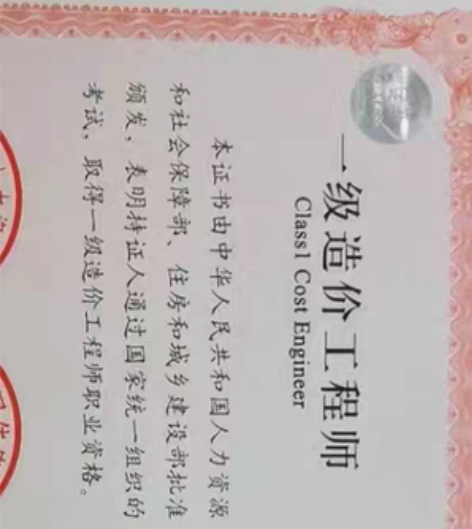 一级造价工程师
Class1 Cost Engineer
本证书由中华人民共和国人力资源
和社会保障部、住房和城乡建设部批准
颁发，表明持证人通过国家统一组织的
考试，取得一级造价工程师职业资格。